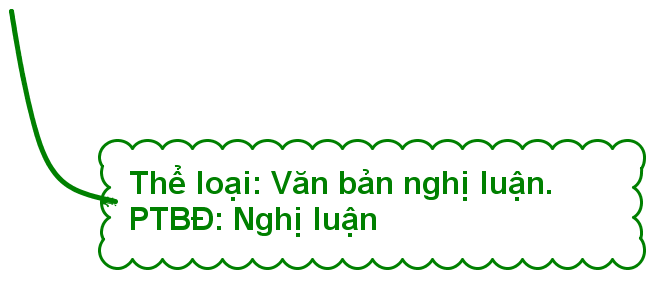 Thể loại: Văn bản nghị luận.
PTBĐ: Nghị luận